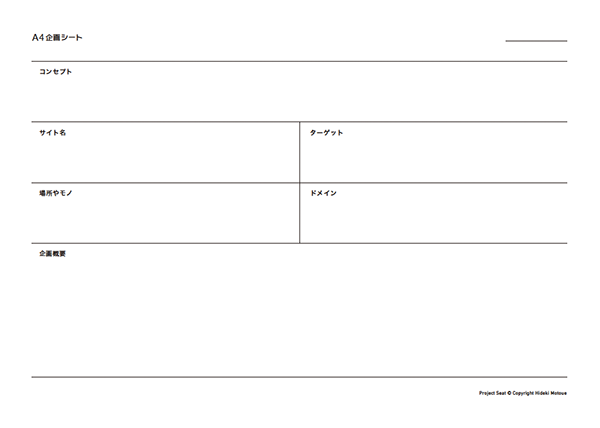 A4企画シート
コンセプト
サイト名
ターゲット
場所やモノ
ドメイン
企画概要
Project Seat © Copyright Hideki Motoue